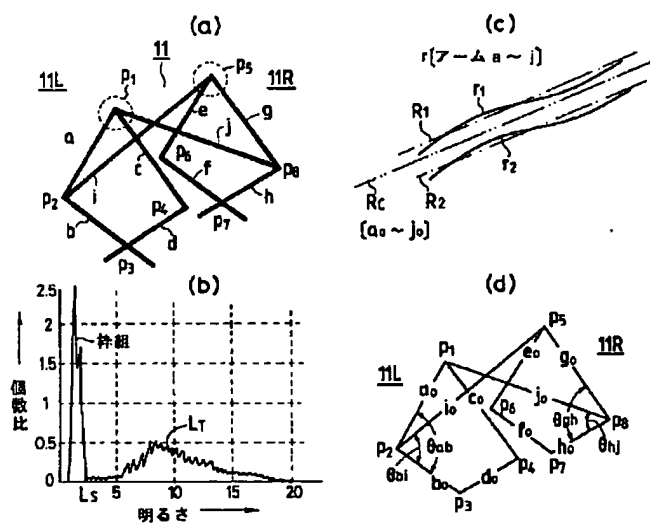 (a)
11
11L
11R
p1
p5
a
e
g
j
c
i
p6
p8
p2
f
b
p4
h
d
p7
p3
(b)
2.5
2
1.5
1
0.5
0
枠組
LT
個数比
Ls
5
10
15
20
明るさ
(c)
r[アーム a～j]
r1
R1
r2
Rc
R2
[a0～j0]
(d)
p5
11R
p1
e0
g0
11L
a0
c0
i0
j0
p6
p8
θgh
θab
f0
h0
θhj
p2
θbi
b0
d0
p4
p7
p3